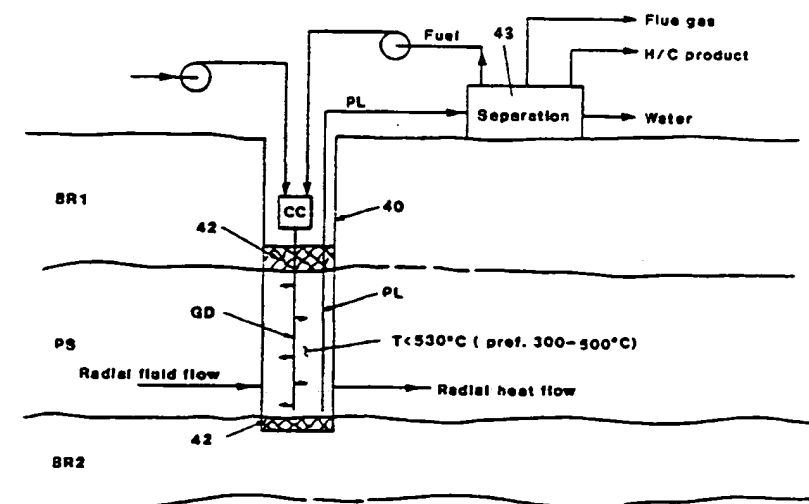 Flue gas
Fuel
43
H/C product
PL
Separation
Water
BR1
CC
40
42
PL
GD
T<530°C ( pref. 300-500°C)
PS
Radial fluid flow
Radial heat flow
42
BR2